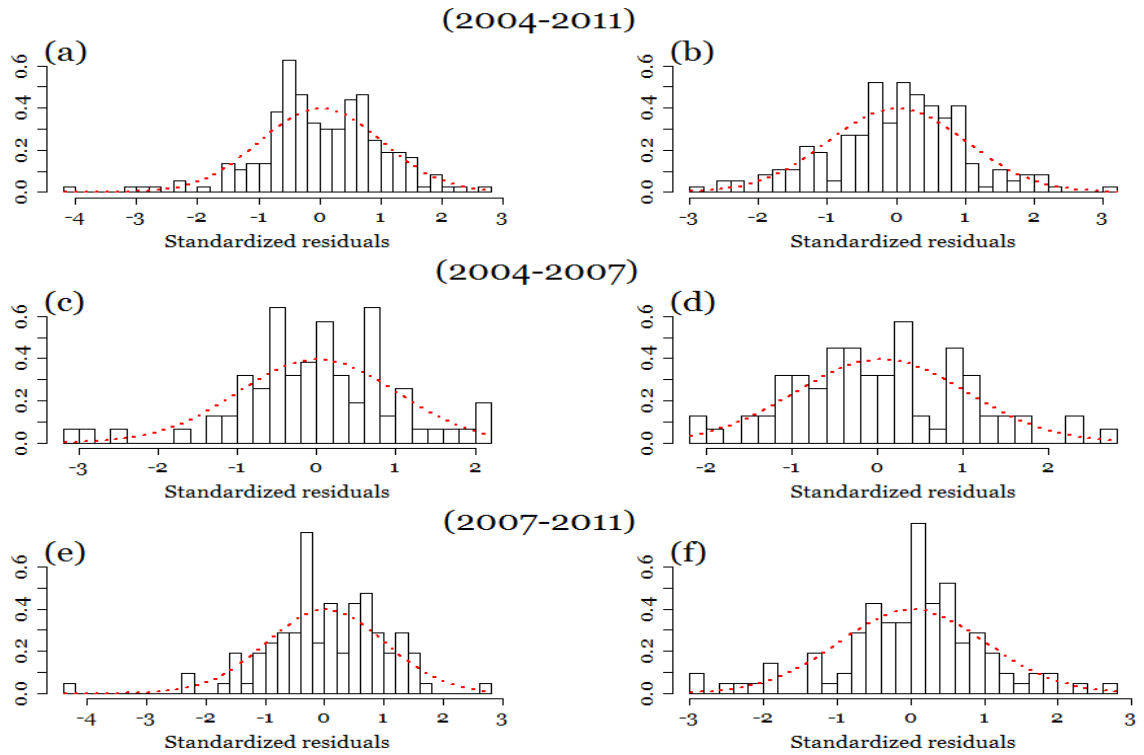 (2004-2011)
(a)
(b)
0.0 0.2 0.4 0.6
0.0 0.2 0.4 0.6
-4 -3 -2 -1 0 1 2 3
-3 -2 -1 0 1 2 3
Standardized residuals
Standardized residuals
(2004-2007)
(c)
(d)
0.0 0.2 0.4 0.6
0.0 0.2 0.4 0.6
-3 -2 -1 0 1 2
-2 -1 0 1 2
Standardized residuals
Standardized residuals
(2007-2011)
(e)
(f)
0.0 0.2 0.4 0.6
0.0 0.2 0.4 0.6
-4 -3 -2 -1 0 1 2 3
-3 -2 -1 0 1 2 3
Standardized residuals
Standardized residuals